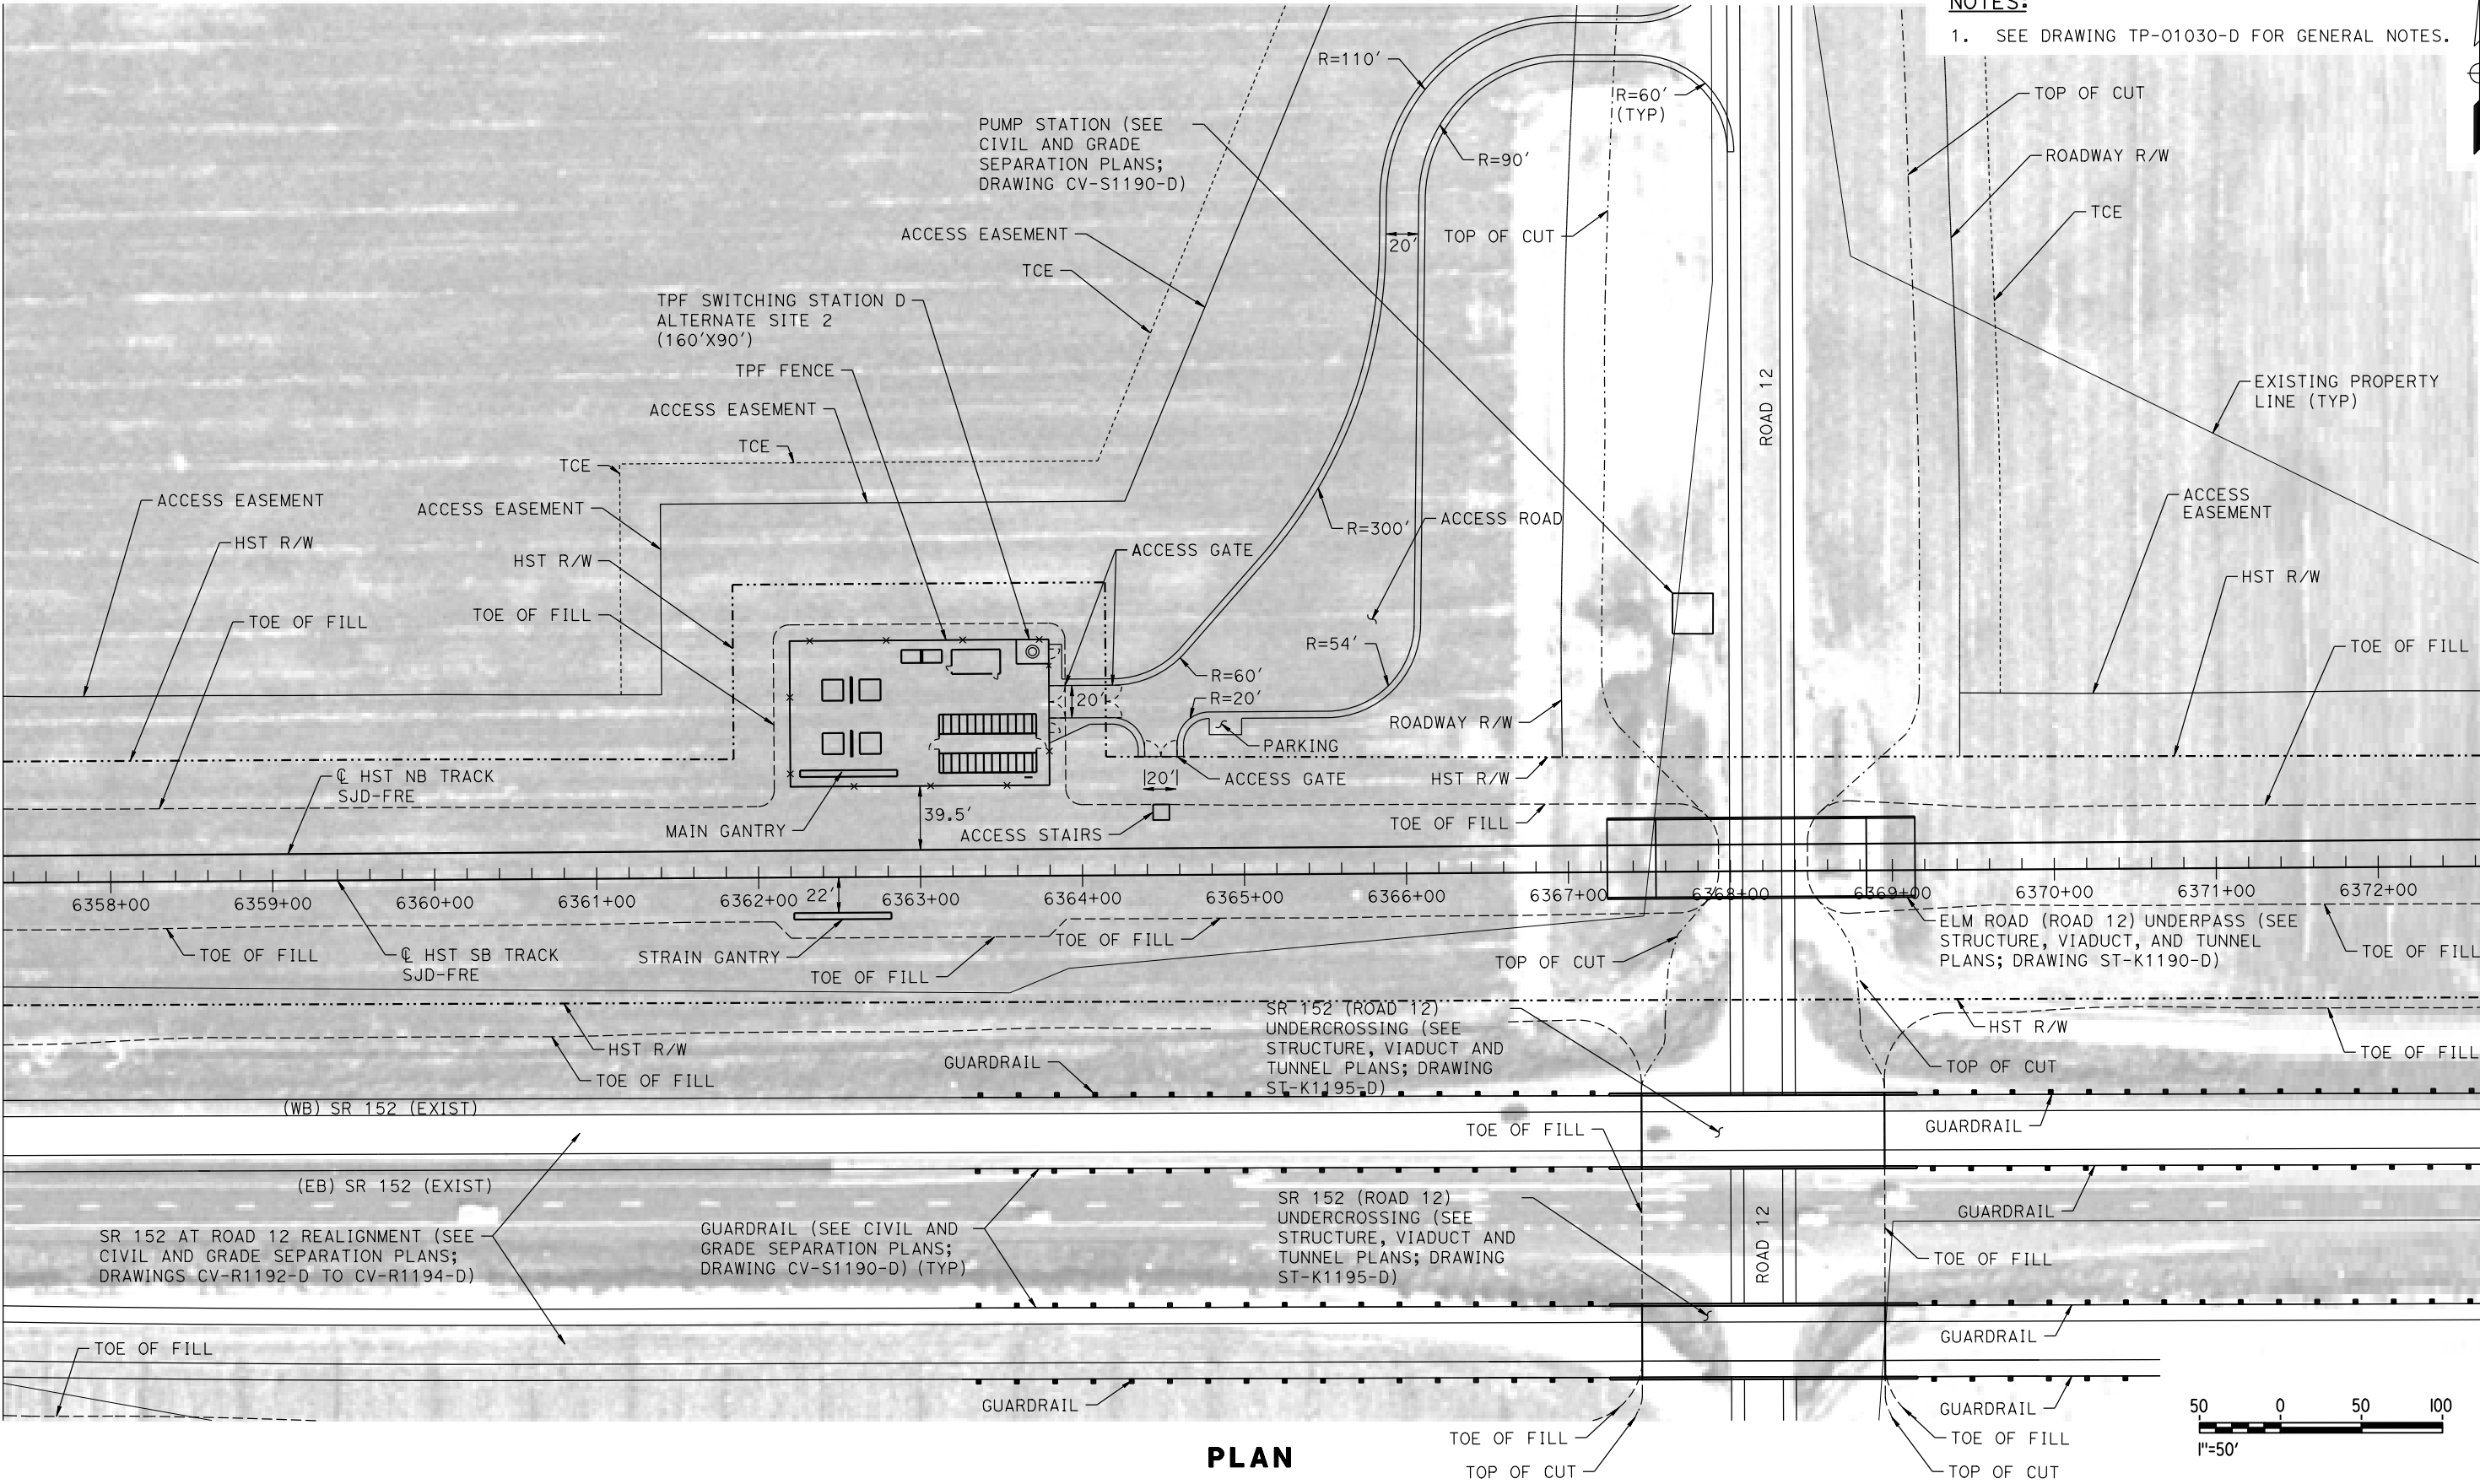 NOTES:
1. SEE DRAWING TP-O1030-D FOR GENERAL NOTES.
R=110'
R=60'
(TYP)
TOP OF CUT
PUMP STATION (SEE
CIVIL AND GRADE
SEPARATION PLANS;
DRAWING CV-S1190-D)
R=90'
ROADWAY R/W
TCE
ACCESS EASEMENT
20'
TOP OF CUT
TCE
TPF SWITCHING STATION D
ALTERNATE SITE 2
(160'X90')
TPF FENCE
ACCESS EASEMENT
TCE
TCE
ROAD 12
EXISTING PROPERTY
LINE (TYP)
ACCESS EASEMENT
ACCESS EASEMENT
HST R/W
HST R/W
ACCESS GATE
R=300'
ACCESS ROAD
ACCESS
EASEMENT
HST R/W
TOE OF FILL
TOE OF FILL
R=54'
TOE OF FILL
R=60'
R=20'
20'
ROADWAY R/W
PARKING
ACCESS GATE
20'
HST R/W
℄ HST NB TRACK
SJD-FRE
MAIN GANTRY
39.5'
ACCESS STAIRS
TOE OF FILL
6358+00
6359+00
6360+00
6361+00
6362+00
22'
6363+00
6364+00
6365+00
6366+00
6367+00
6368+00
6369+00
6370+00
6371+00
6372+00
TOE OF FILL
℄ HST SB TRACK
SJD-FRE
STRAIN GANTRY
TOE OF FILL
TOE OF FILL
TOP OF CUT
ELM ROAD (ROAD 12) UNDERPASS (SEE
STRUCTURE, VIADUCT, AND TUNNEL
PLANS; DRAWING ST-K1190-D)
TOE OF FILL
SR 152 (ROAD 12)
UNDERCROSSING (SEE
STRUCTURE, VIADUCT AND
TUNNEL PLANS; DRAWING
ST-K1195-D)
HST R/W
HST R/W
TOE OF FILL
GUARDRAIL
TOP OF CUT
TOE OF FILL
(WB) SR 152 (EXIST)
TOE OF FILL
GUARDRAIL
(EB) SR 152 (EXIST)
SR 152 AT ROAD 12 REALIGNMENT (SEE
CIVIL AND GRADE SEPARATION PLANS;
DRAWINGS CV-R1192-D TO CV-R1194-D)
GUARDRAIL (SEE CIVIL AND
GRADE SEPARATION PLANS;
DRAWING CV-S1190-D) (TYP)
SR 152 (ROAD 12)
UNDERCROSSING (SEE
STRUCTURE, VIADUCT AND
TUNNEL PLANS; DRAWING
ST-K1195-D)
ROAD 12
GUARDRAIL
TOE OF FILL
TOE OF FILL
GUARDRAIL
GUARDRAIL
GUARDRAIL
TOE OF FILL
TOP OF CUT
TOE OF FILL
TOP OF CUT
50 0 50 100
1"=50'
PLAN